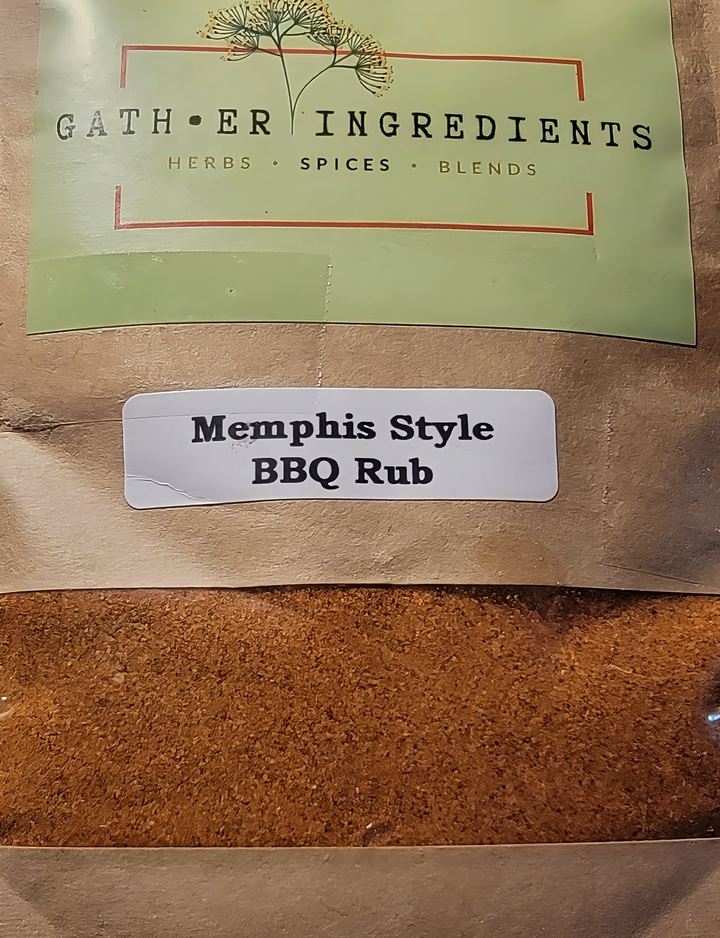 GATH•ER INGREDIENTS
HERBS • SPICES • BLENDS
Memphis Style
BBQ Rub